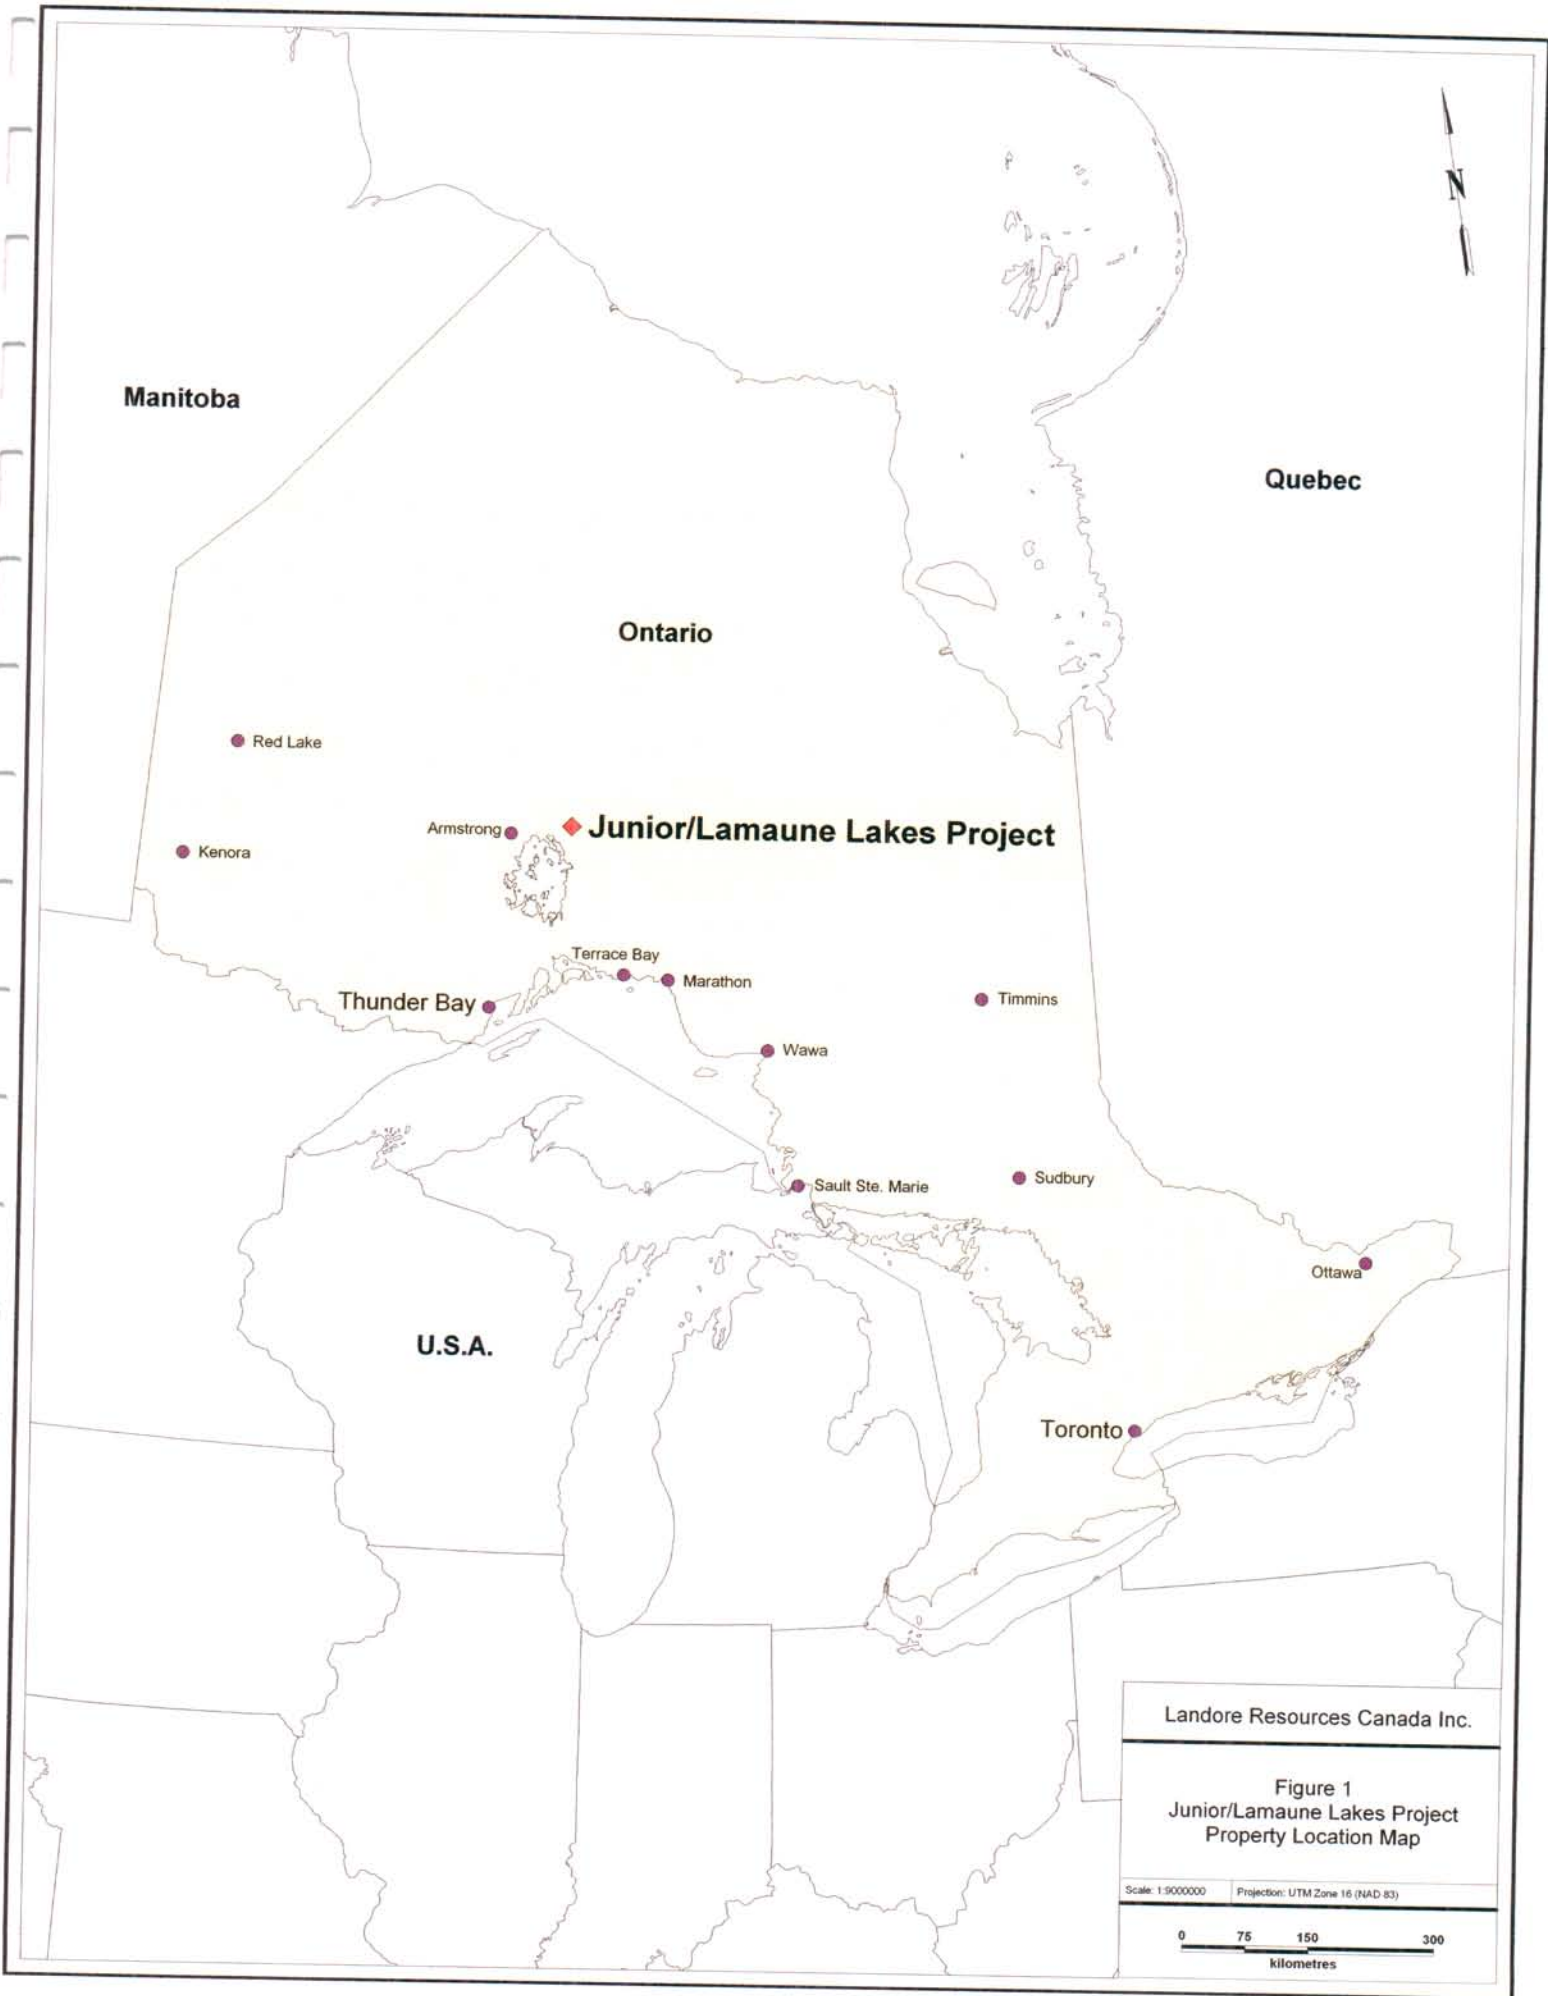 N
Manitoba
Quebec
Ontario
Red Lake
Armstrong
Junior/Lamaune Lakes Project
Kenora
Terrace Bay
Marathon
Thunder Bay
Timmins
Wawa
Sault Ste. Marie
Sudbury
Ottawa
U.S.A.
Toronto
Landore Resources Canada Inc.
Figure 1
Junior/Lamaune Lakes Project
Property Location Map
Scale: 1:9000000 Projection: UTM Zone 16 (NAD 83)
0 75 150 300
kilometres